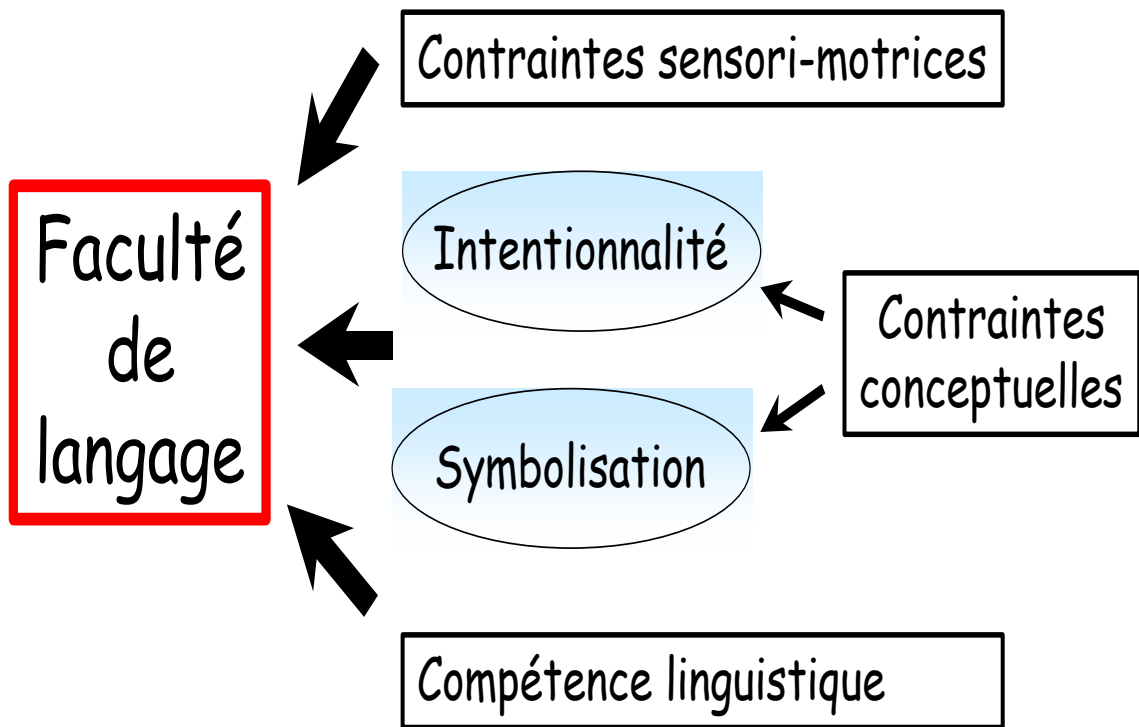 Contraintes sensori-motrices
Faculté
de
langage
Intentionnalité
Contraintes
conceptuelles
Symbolisation
Compétence linguistique